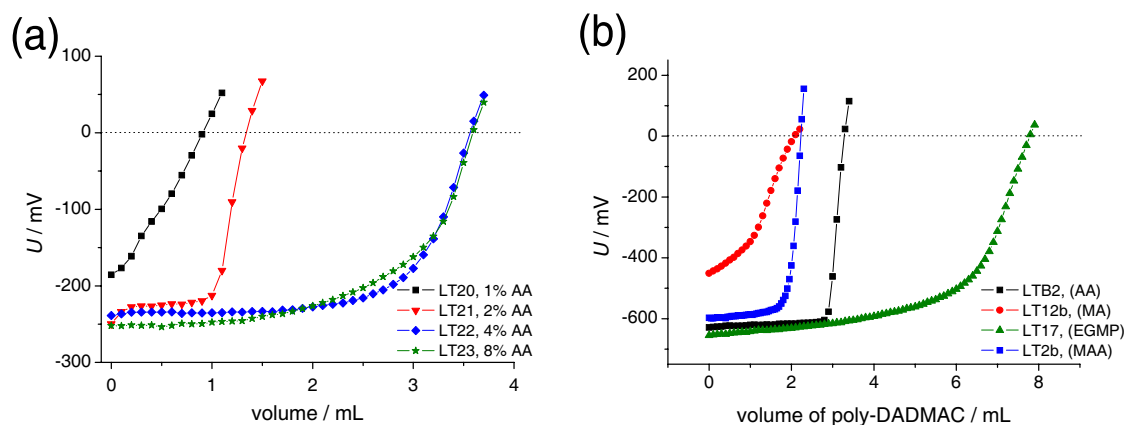 (a)
100
0
-100
-200
-300
U / mV
0
1
2
3
4
volume / mL
LT20, 1% AA
LT21, 2% AA
LT22, 4% AA
LT23, 8% AA
(b)
200
0
-200
-400
-600
U / mV
0
2
4
6
8
volume of poly-DADMAC / mL
LTB2, (AA)
LT12b, (MA)
LT17, (EGMP)
LT2b, (MAA)